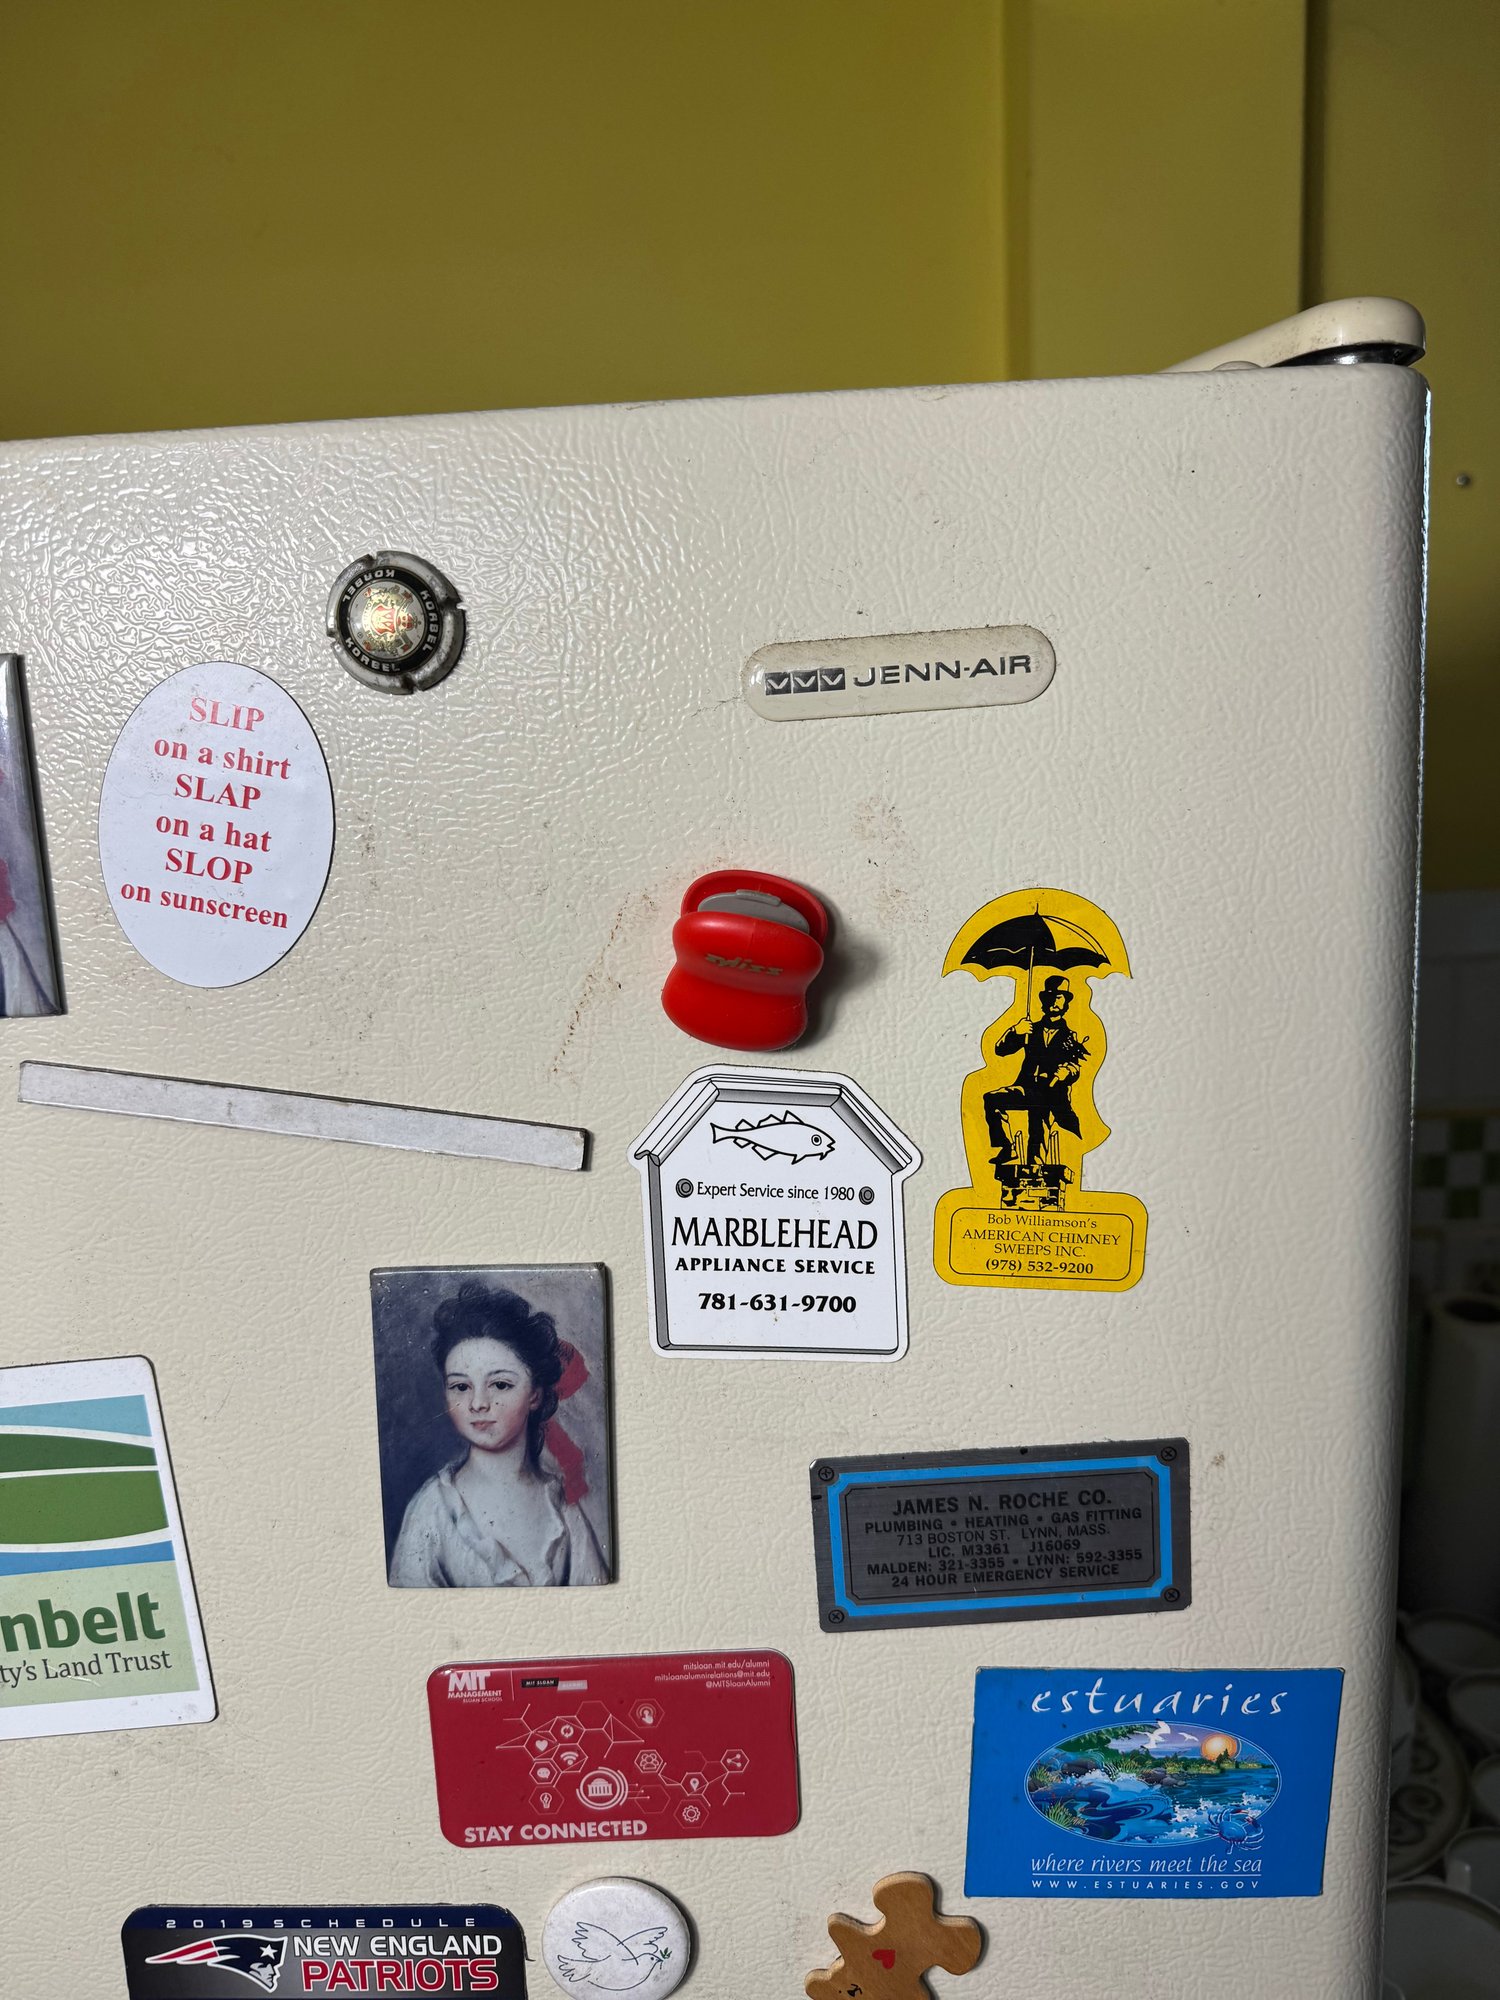 KORBEL
KORBEL
KORBEL
JENN-AIR
SLIP
on a shirt
SLAP
on a hat
SLOP
on sunscreen
zyliss
Expert Service since 1980
MARBLEHEAD
APPLIANCE SERVICE
781-631-9700
Bob Williamson's
AMERICAN CHIMNEY
SWEEPS INC.
(978) 532-9200
JAMES N. ROCHE CO.
PLUMBING • HEATING • GAS FITTING
713 BOSTON ST. LYNN, MASS.
LIC. M3361 J16069
MALDEN: 321-3355 • LYNN: 592-3355
24 HOUR EMERGENCY SERVICE
nbelt
ty's Land Trust
MIT
MANAGEMENT
SLOAN SCHOOL
MIT SLOAN ALUMNI
mitsloan.mit.edu/alumni
mitsloanalumnirelations@mit.edu
@MITSloanAlumni
STAY CONNECTED
estuaries
where rivers meet the sea
WWW.ESTUARIES.GOV
2019 SCHEDULE
NEW ENGLAND
PATRIOTS